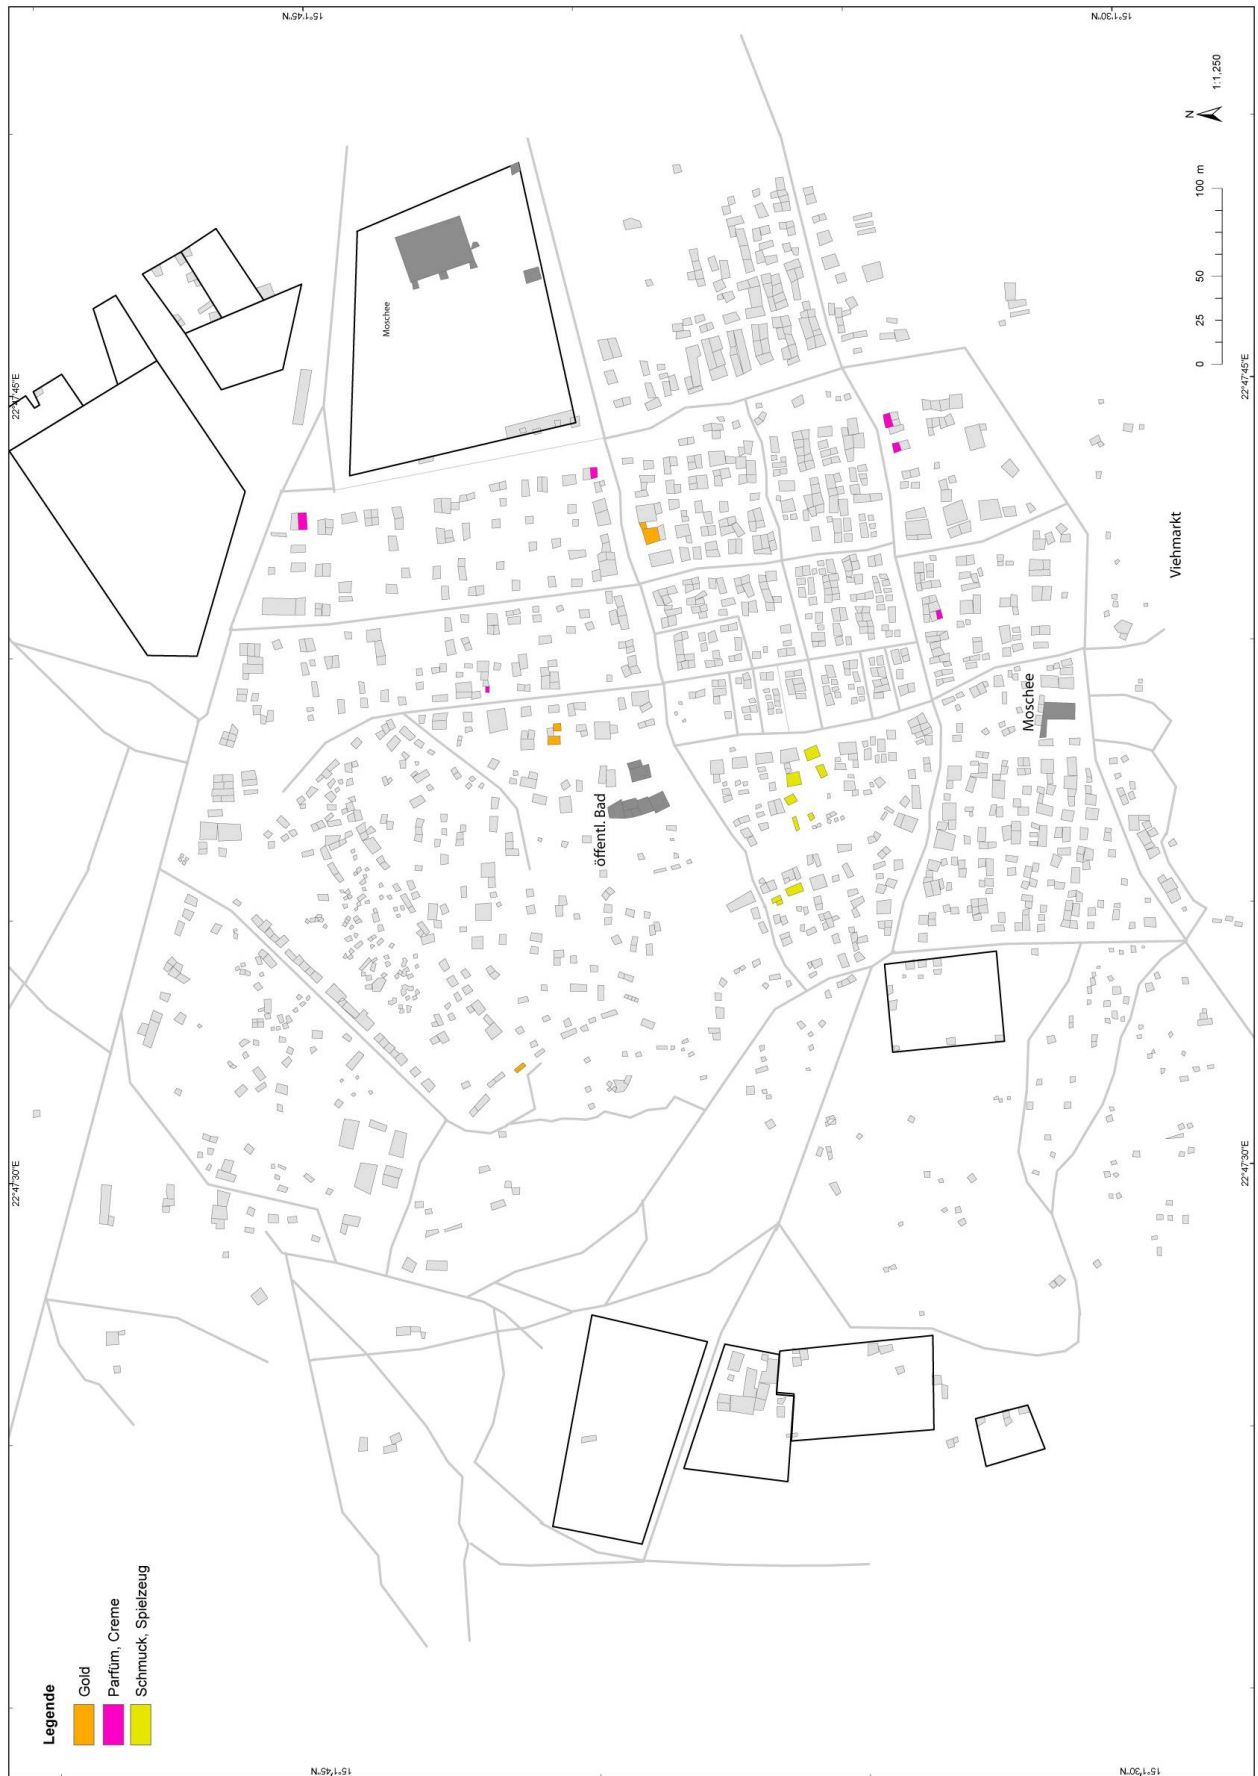 22°47'30"E
22°47'45"E
Legende
Gold
Parfüm, Creme
Schmuck, Spielzeug
15°1'45"N
15°1'45"N
Moschee
öffentl. Bad
Moschee
15°1'30"N
15°1'30"N
Viehmarkt
N
0 25 50 100 m
1:1,250
22°47'30"E
22°47'45"E